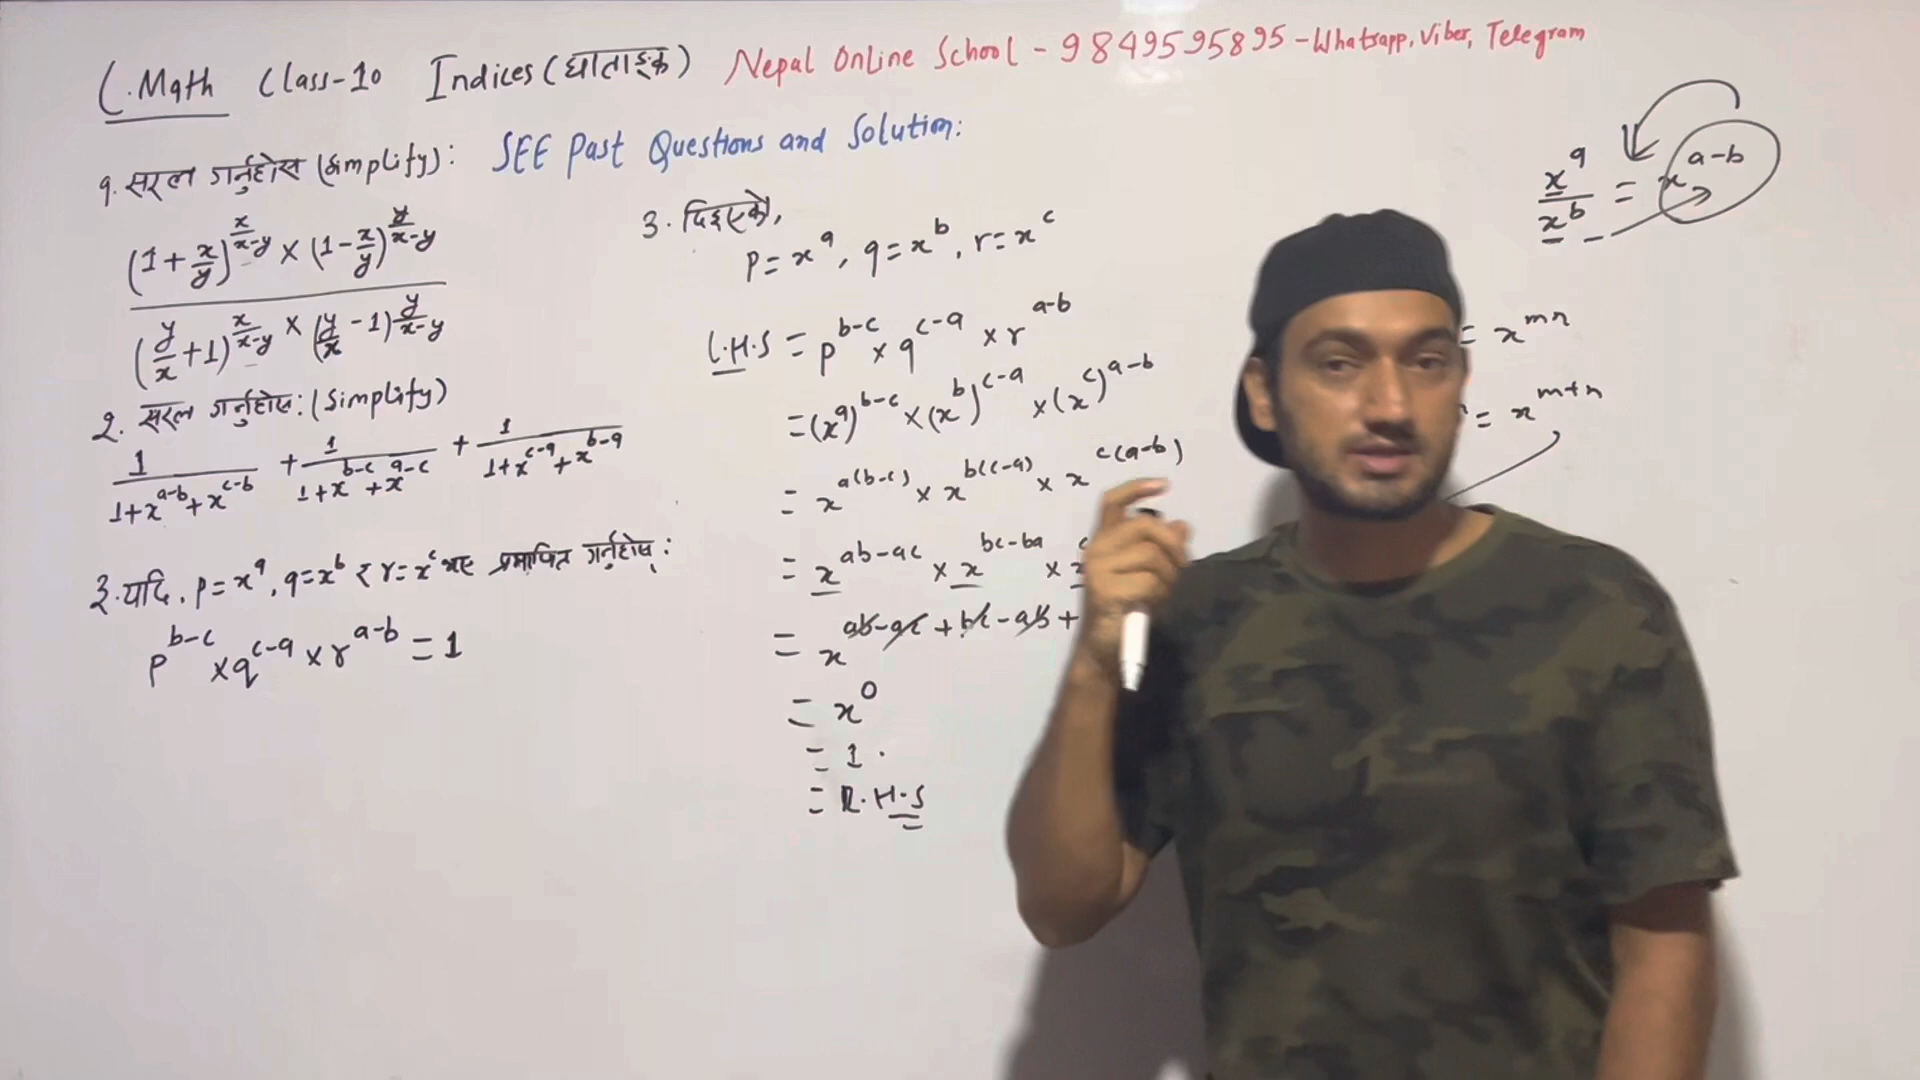 C.Math Class-10 Indices (घाताङ्क) Nepal Online School - 9849595895 - Whatsapp, Viber, Telegram
१. सरल गर्नुहोस (Simplify): SEE Past Questions and Solution:
(1+x/y)^(x/x-y) × (1-x/y)^(y/x-y)
(y/x+1)^(x/x-y) × (y/x-1)^(y/x-y)
२. सरल गर्नुहोस: (Simplify)
1/(1+x^(a-b)+x^(c-b)) + 1/(1+x^(b-c)+x^(a-c)) + 1/(1+x^(c-a)+x^(b-a))
३. यदि, p=x^a, q=x^b र r=x^c भए प्रमाणित गर्नुहोस:
p^(b-c) × q^(c-a) × r^(a-b) = 1
3. दिइएको,
p=x^a, q=x^b, r=x^c
L.H.S = p^(b-c) × q^(c-a) × r^(a-b)
= (x^a)^(b-c) × (x^b)^(c-a) × (x^c)^(a-b)
= x^(a(b-c)) × x^(b(c-a)) × x^(c(a-b))
= x^(ab-ac) × x^(bc-ba) ×
= x^(ab-ac+bc-ab+
= x^0
= 1.
= R.H.S
x^a/x^b = x^(a-b)
= x^(mn)
= x^(m+n)